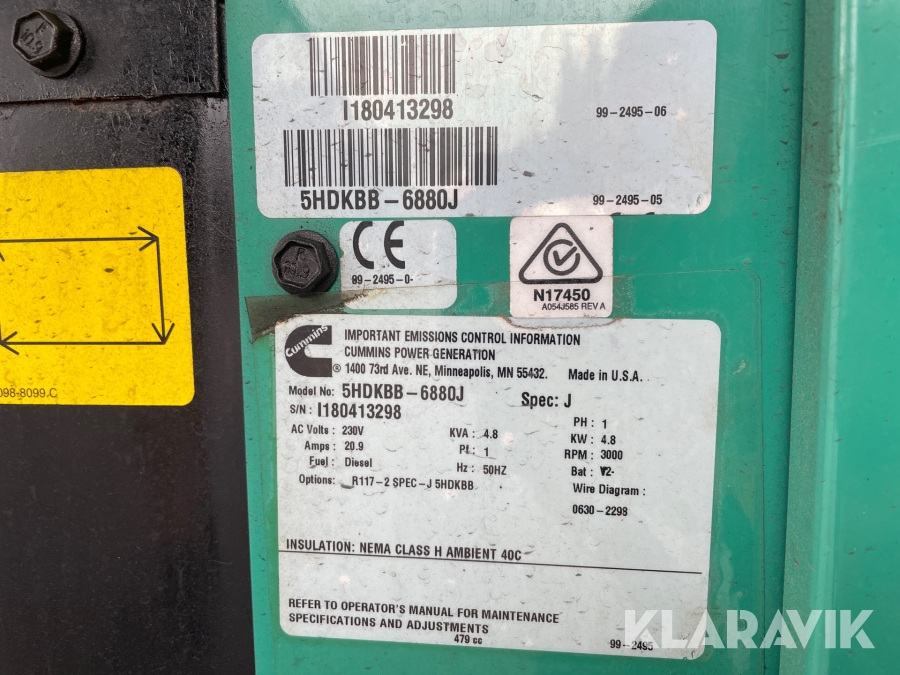 I180413298
99-2495-06
5HDKBB-6880J
99-2495-05
CE
99-2495-0-
N17450
A054J585 REV A
098-8099 C
Cummins
IMPORTANT EMISSIONS CONTROL INFORMATION
CUMMINS POWER GENERATION
® 1400 73rd Ave. NE, Minneapolis, MN 55432. Made in U.S.A.
Model No: 5HDKBB-6880J Spec: J
S/N: I180413298
PH: 1
AC Volts: 230V KVA: 4.8 KW: 4.8
Amps: 20.9 Pf: 1 RPM: 3000
Fuel: Diesel Hz: 50HZ Bat:
Options: R117-2 SPEC-J 5HDKBB
Wire Diagram:
0630-2298
INSULATION: NEMA CLASS H AMBIENT 40C
REFER TO OPERATOR'S MANUAL FOR MAINTENANCE
SPECIFICATIONS AND ADJUSTMENTS
479 cc
99-2495
KLARAVIK
10.9